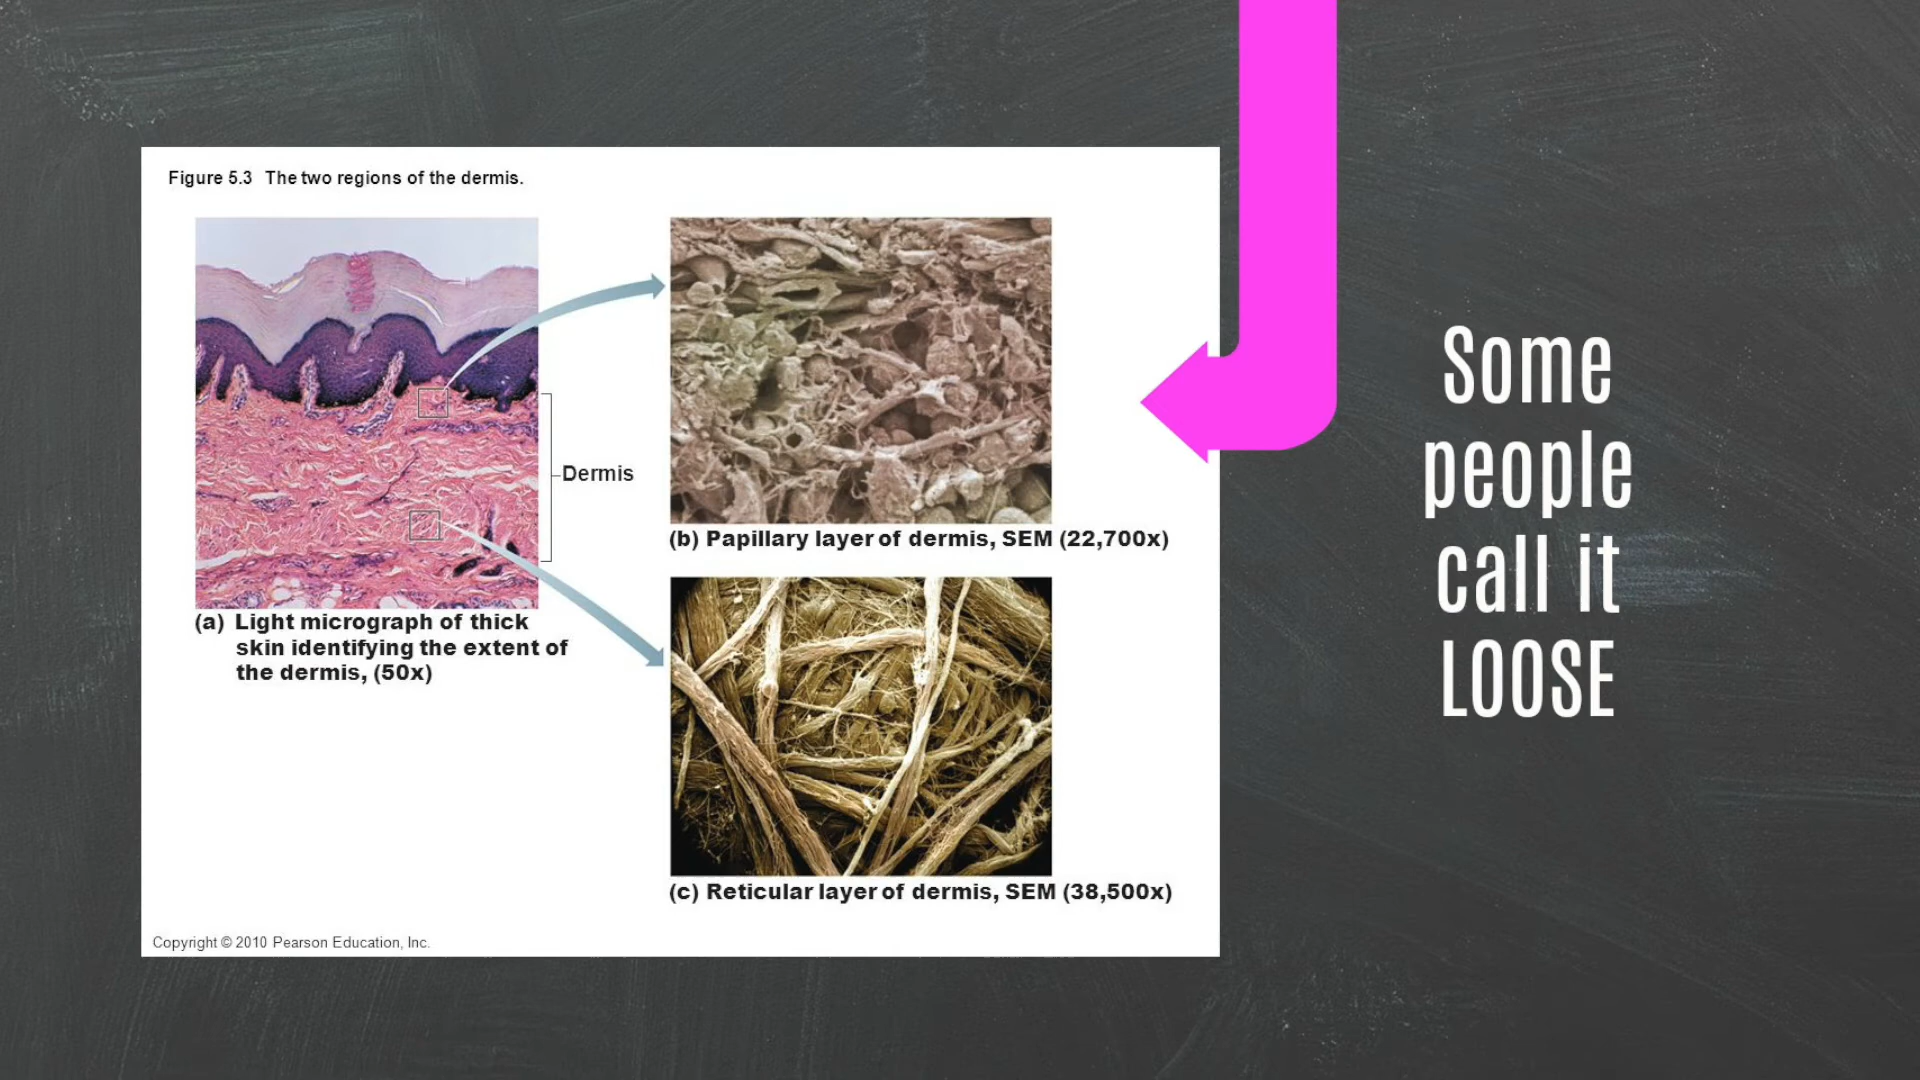 Figure 5.3 The two regions of the dermis.
Dermis
(a) Light micrograph of thick
skin identifying the extent of
the dermis, (50x)
(b) Papillary layer of dermis, SEM (22,700x)
(c) Reticular layer of dermis, SEM (38,500x)
Copyright © 2010 Pearson Education, Inc.
Some
people
call it
LOOSE